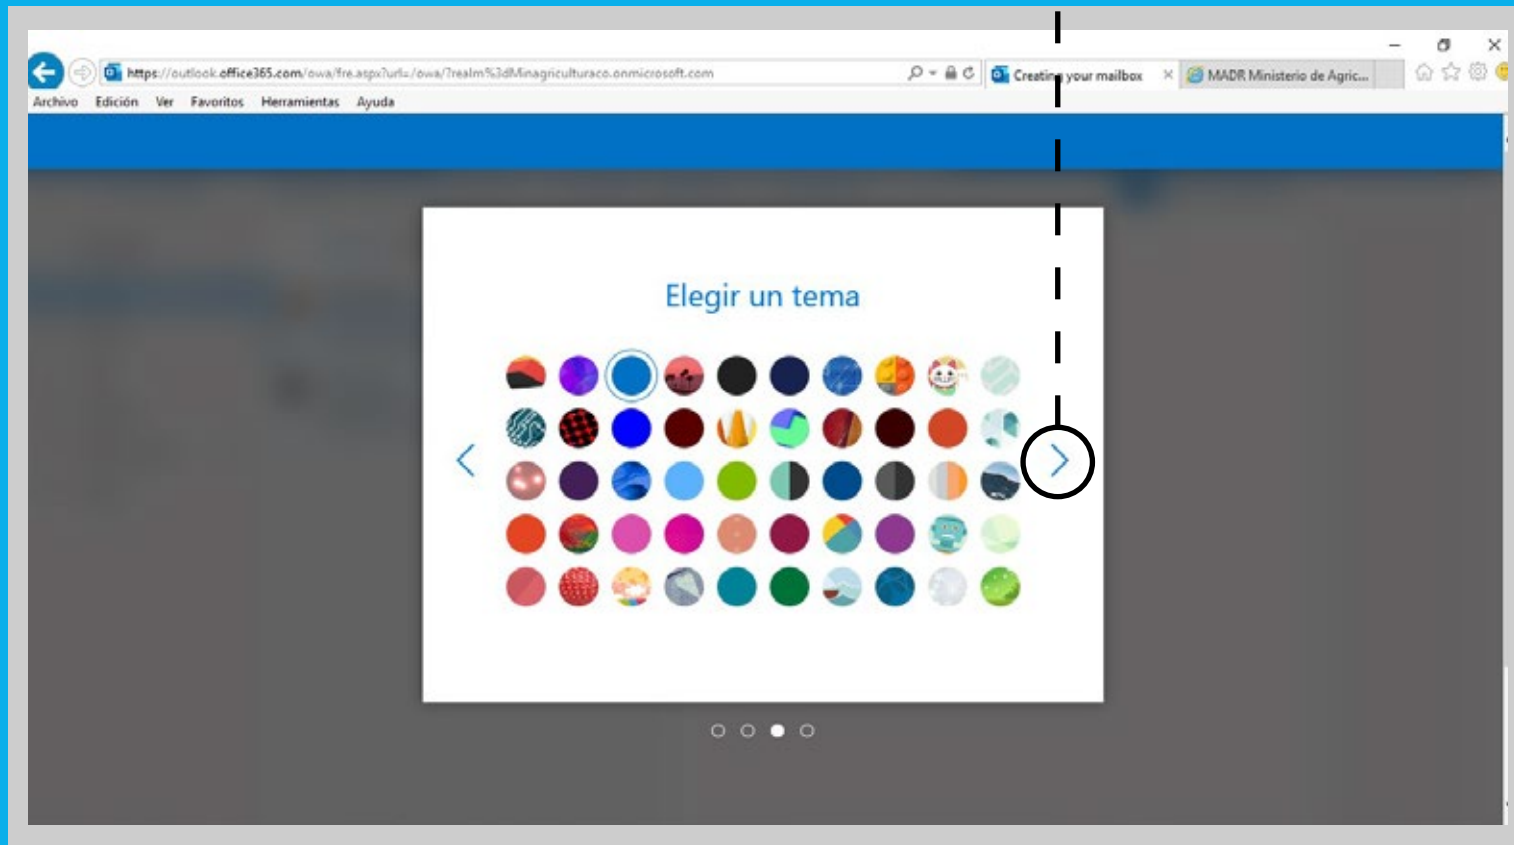 https://outlook.office365.com/owa/fre.aspx?url=/owa/?realm%3dMinagriculturaco.onmicrosoft.com
Creating your mailbox
MADR Ministerio de Agric...
Archivo Edición Ver Favoritos Herramientas Ayuda
Elegir un tema